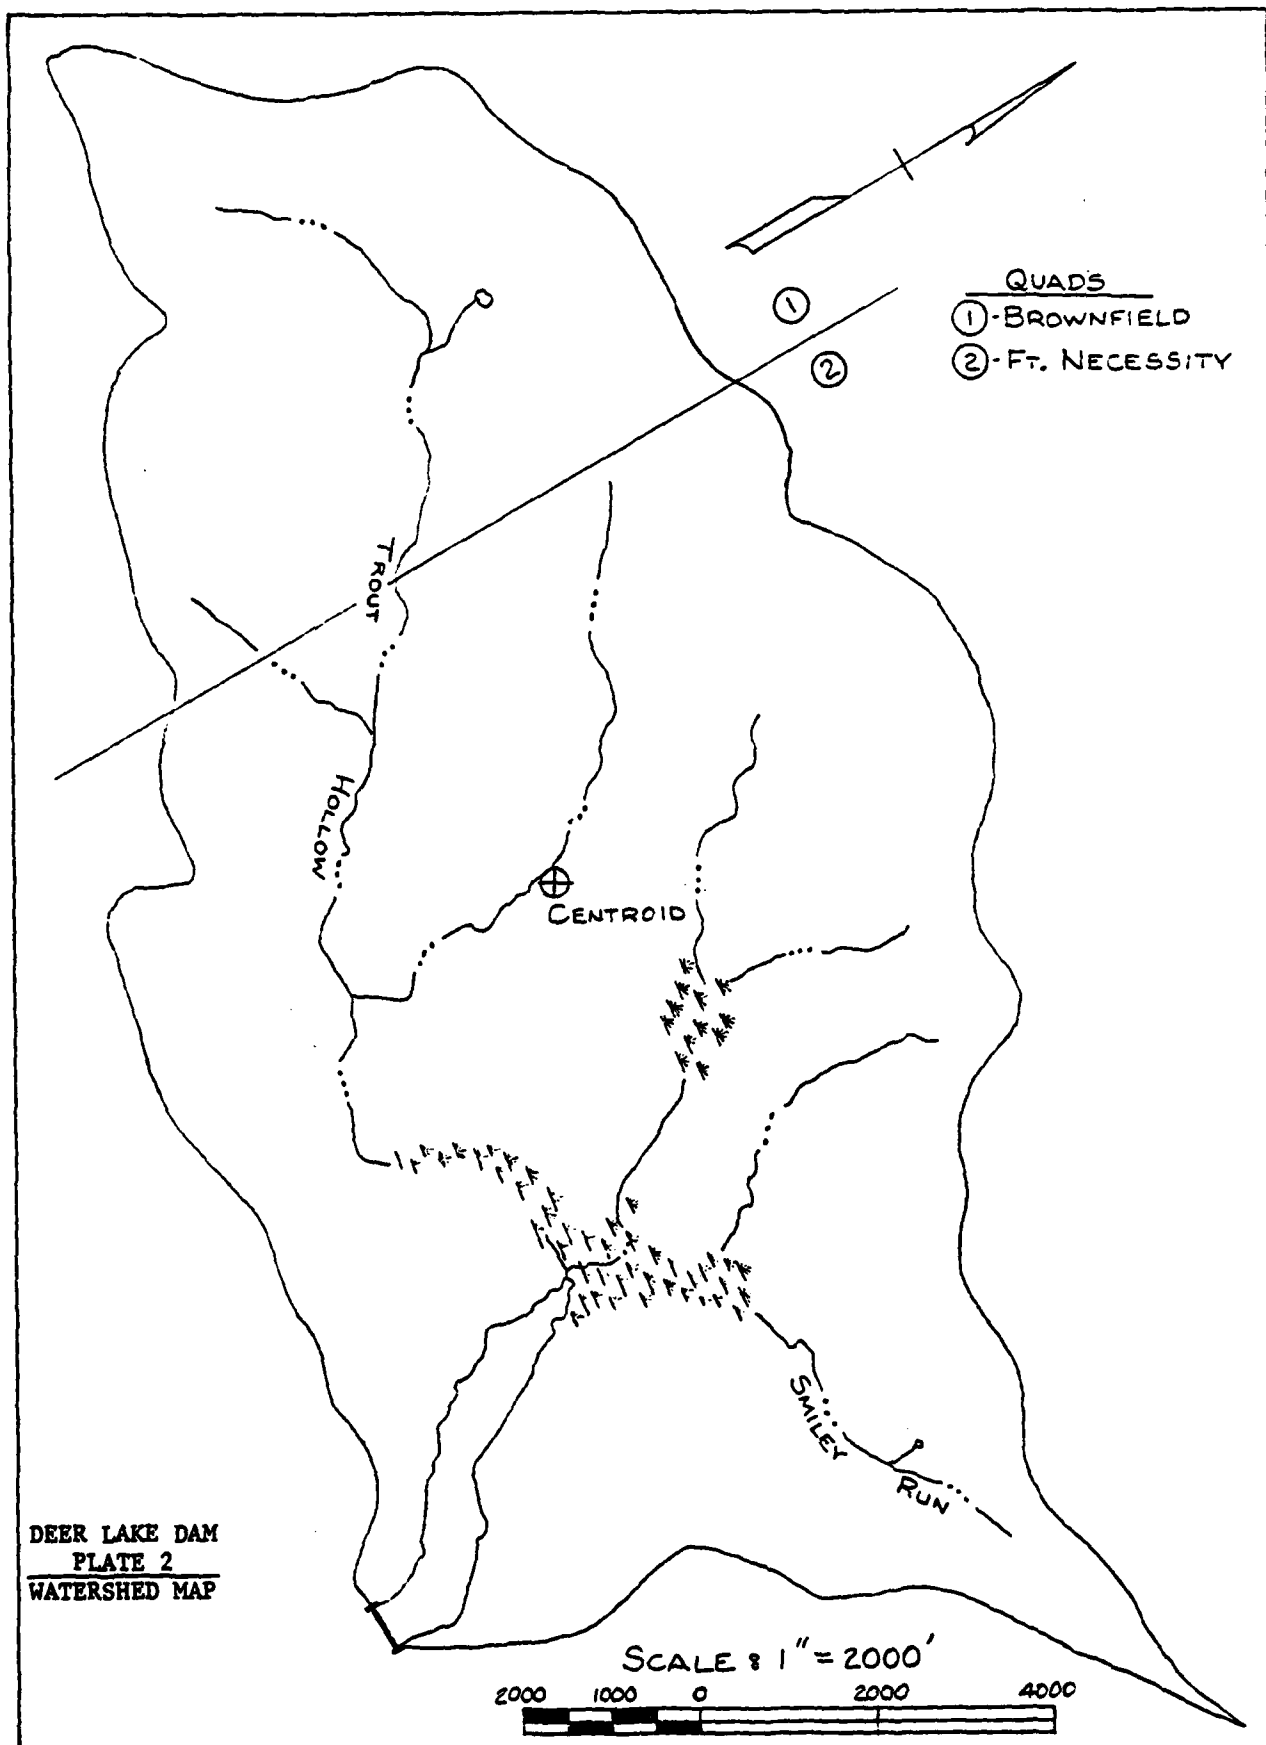 QUADS
① - BROWNFIELD
② - FT. NECESSITY
①
②
TROUT
HOLLOW
CENTROID
SMILEY
RUN
DEER LAKE DAM
PLATE 2
WATERSHED MAP
SCALE : 1" = 2000'
2000 1000 0 2000 4000